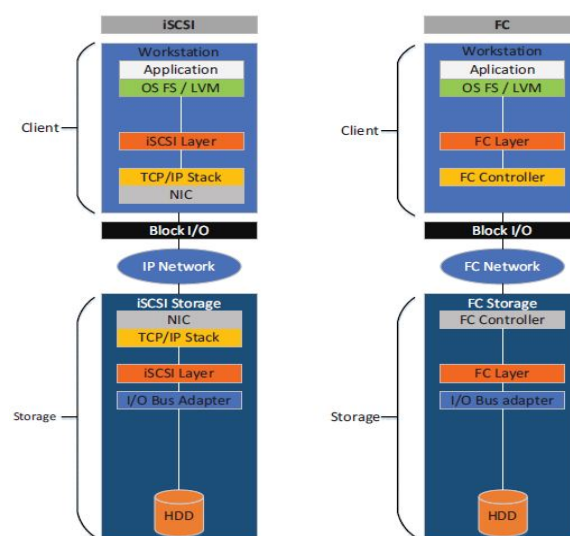 iSCSI
Workstation
Application
OS FS / LVM
Client
iSCSI Layer
TCP/IP Stack
NIC
Block I/O
IP Network
iSCSI Storage
NIC
TCP/IP Stack
iSCSI Layer
I/O Bus Adapter
Storage
HDD
FC
Workstation
Aplication
OS FS / LVM
Client
FC Layer
FC Controller
Block I/O
FC Network
FC Storage
FC Controller
FC Layer
I/O Bus adapter
Storage
HDD